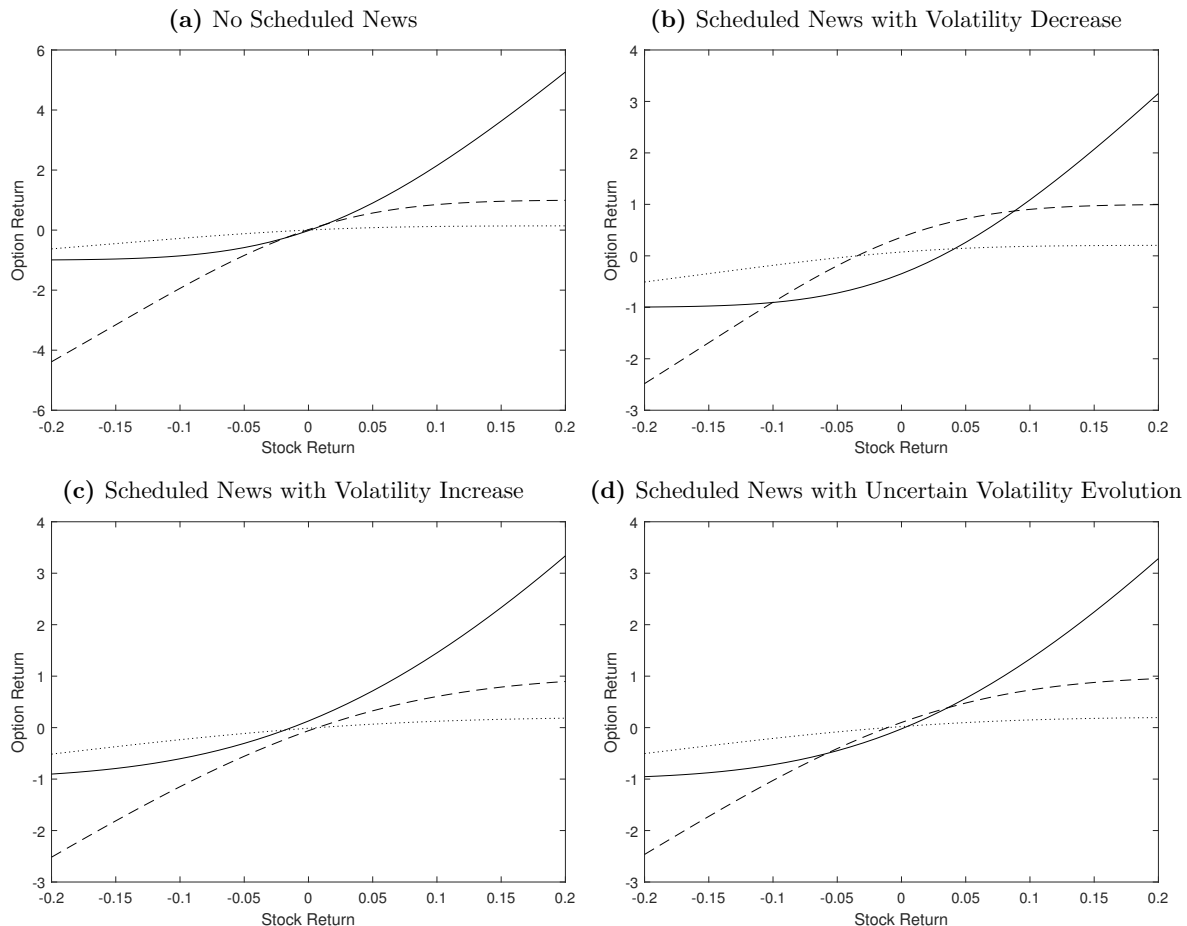 (a) No Scheduled News
6
4
2
0
-2
-4
-6
Option Return
-0.2 -0.15 -0.1 -0.05 0 0.05 0.1 0.15 0.2
Stock Return
(b) Scheduled News with Volatility Decrease
4
3
2
1
0
-1
-2
-3
Option Return
-0.2 -0.15 -0.1 -0.05 0 0.05 0.1 0.15 0.2
Stock Return
(c) Scheduled News with Volatility Increase
4
3
2
1
0
-1
-2
-3
Option Return
-0.2 -0.15 -0.1 -0.05 0 0.05 0.1 0.15 0.2
Stock Return
(d) Scheduled News with Uncertain Volatility Evolution
4
3
2
1
0
-1
-2
-3
Option Return
-0.2 -0.15 -0.1 -0.05 0 0.05 0.1 0.15 0.2
Stock Return